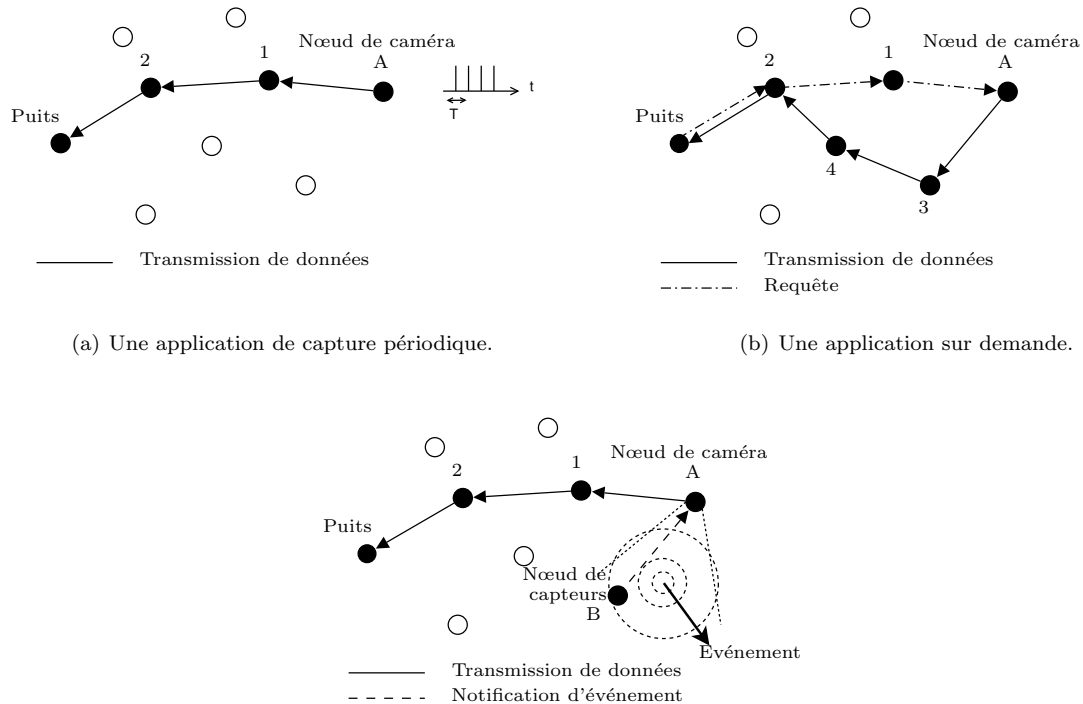 Nœud de caméra
A
1
2
Puits
t
T
Transmission de données
(a) Une application de capture périodique.
Nœud de caméra
A
1
2
Puits
4
3
Transmission de données
Requête
(b) Une application sur demande.
Nœud de caméra
A
1
2
Puits
Nœud de
capteurs
B
Evénement
Transmission de données
Notification d'événement